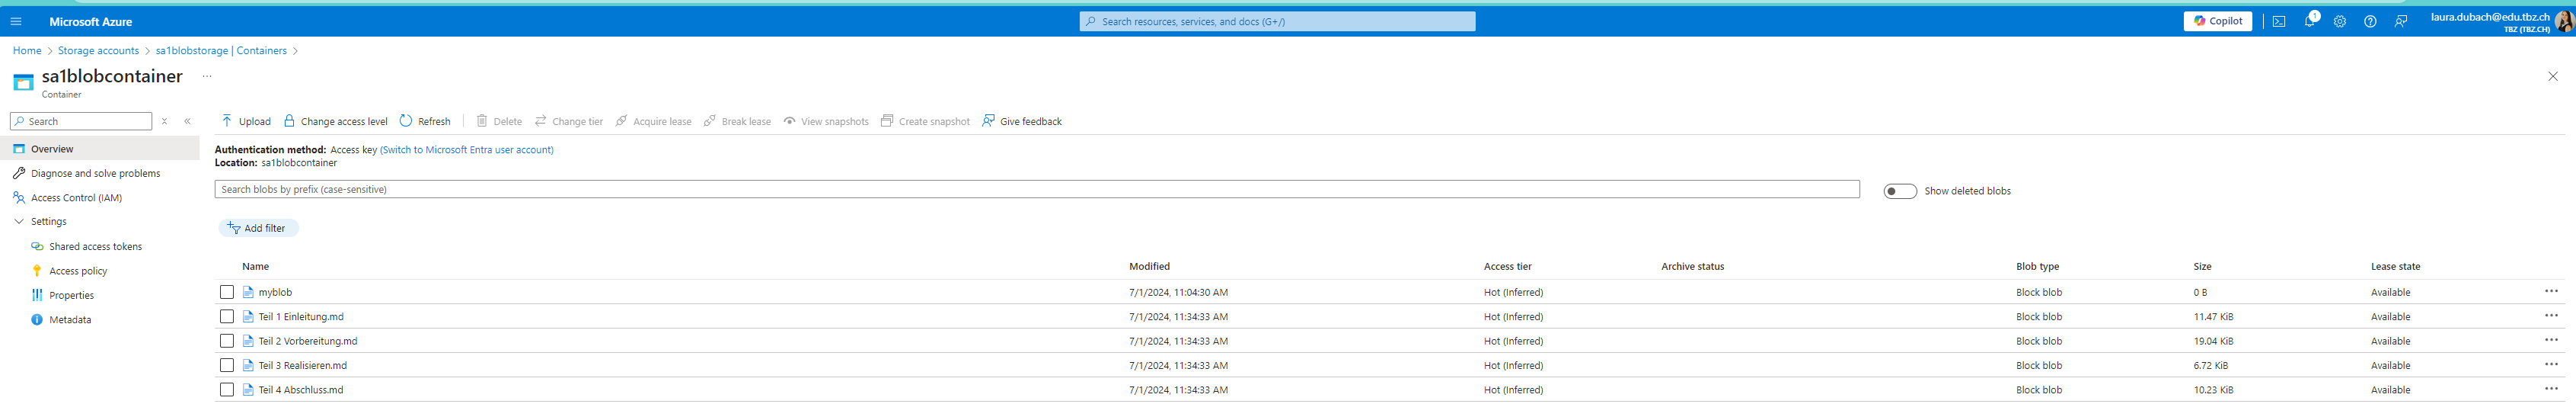 Microsoft Azure
Search resources, services, and docs (G+/)
Copilot
1
laura.dubach@edu.tbz.ch
TBZ (TBZ.CH)
Home > Storage accounts > sa1blobstorage | Containers >
sa1blobcontainer ...
Container
Search
Upload Change access level Refresh Delete Change tier Acquire lease Break lease View snapshots Create snapshot Give feedback
Overview
Diagnose and solve problems
Access Control (IAM)
Settings
Shared access tokens
Access policy
Properties
Metadata
Authentication method: Access key (Switch to Microsoft Entra user account)
Location: sa1blobcontainer
Search blobs by prefix (case-sensitive)
Show deleted blobs
Add filter
Name Modified Access tier Archive status Blob type Size Lease state
myblob 7/1/2024, 11:04:30 AM Hot (Inferred) Block blob 0 B Available ...
Teil 1 Einleitung.md 7/1/2024, 11:34:33 AM Hot (Inferred) Block blob 11.47 KiB Available ...
Teil 2 Vorbereitung.md 7/1/2024, 11:34:33 AM Hot (Inferred) Block blob 19.04 KiB Available ...
Teil 3 Realisieren.md 7/1/2024, 11:34:33 AM Hot (Inferred) Block blob 6.72 KiB Available ...
Teil 4 Abschluss.md 7/1/2024, 11:34:33 AM Hot (Inferred) Block blob 10.23 KiB Available ...